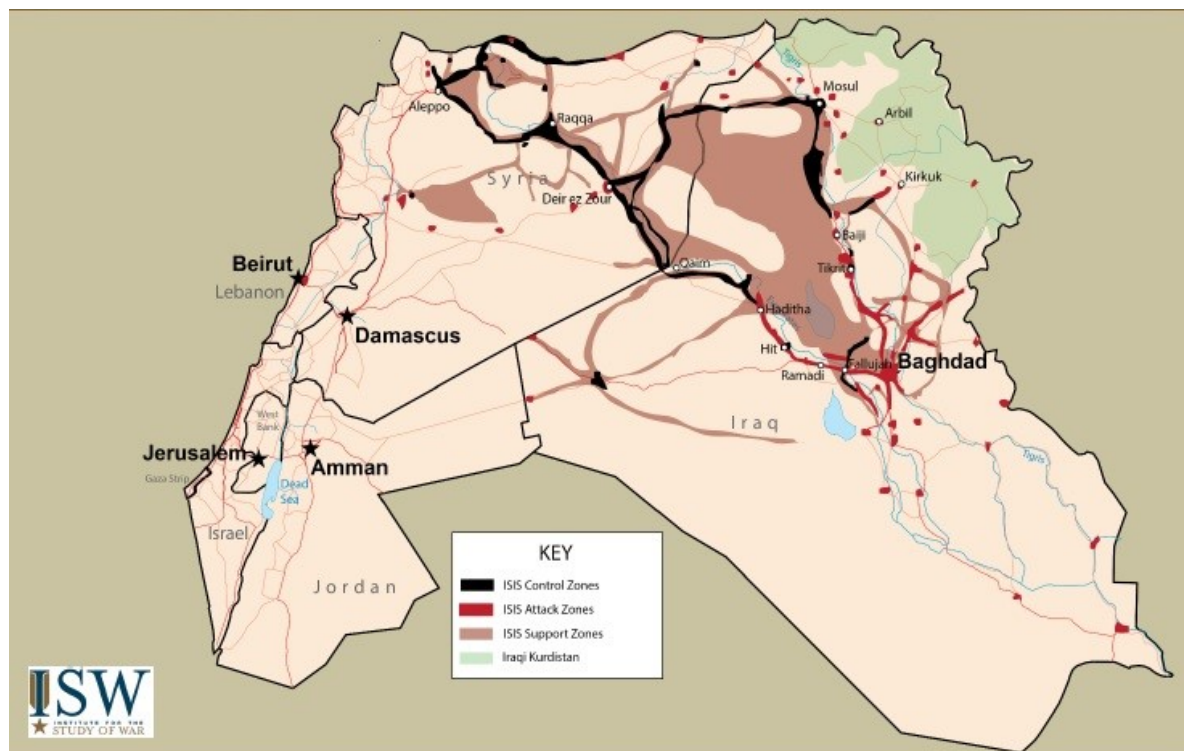 Tigris
Mosul
Aleppo
Arbil
Raqqa
Syria
Kirkuk
Deir ez Zour
Baiji
Beirut
Lebanon
Qaim
Tikrit
Damascus
Haditha
Hit
Ramadi
Fallujah
Baghdad
Iraq
West
Bank
Jerusalem
Amman
Gaza Strip
Dead
Sea
Tigris
Israel
Jordan
KEY
ISIS Control Zones
ISIS Attack Zones
ISIS Support Zones
Iraqi Kurdistan
ISW
INSTITUTE FOR THE
STUDY OF WAR